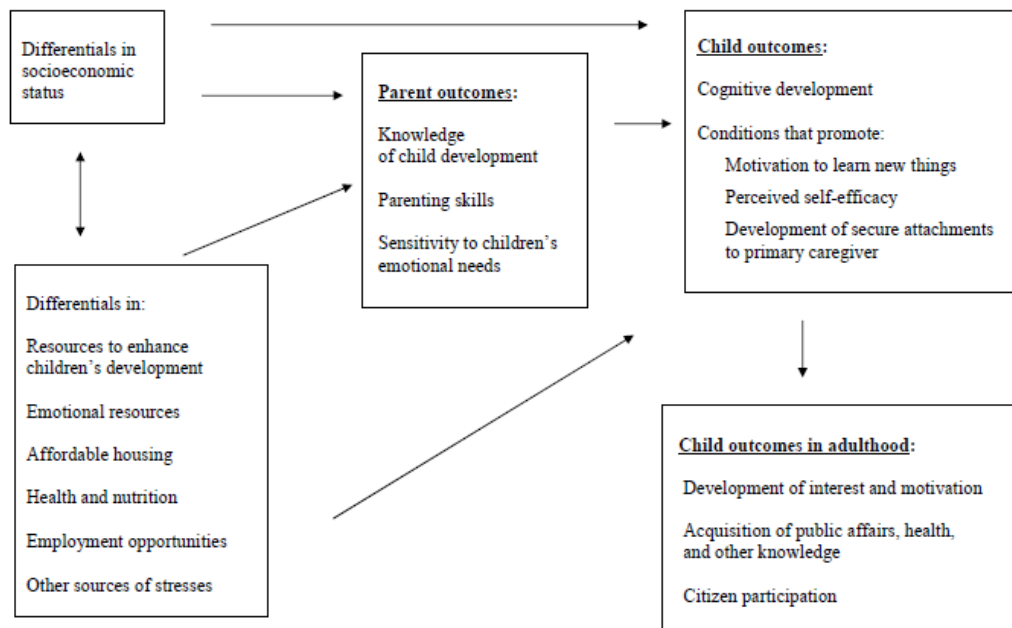 Differentials in
socioeconomic
status
Parent outcomes:
Knowledge
of child development
Parenting skills
Sensitivity to children’s
emotional needs
Child outcomes:
Cognitive development
Conditions that promote:
Motivation to learn new things
Perceived self-efficacy
Development of secure attachments
to primary caregiver
Differentials in:
Resources to enhance
children’s development
Emotional resources
Affordable housing
Health and nutrition
Employment opportunities
Other sources of stresses
Child outcomes in adulthood:
Development of interest and motivation
Acquisition of public affairs, health,
and other knowledge
Citizen participation